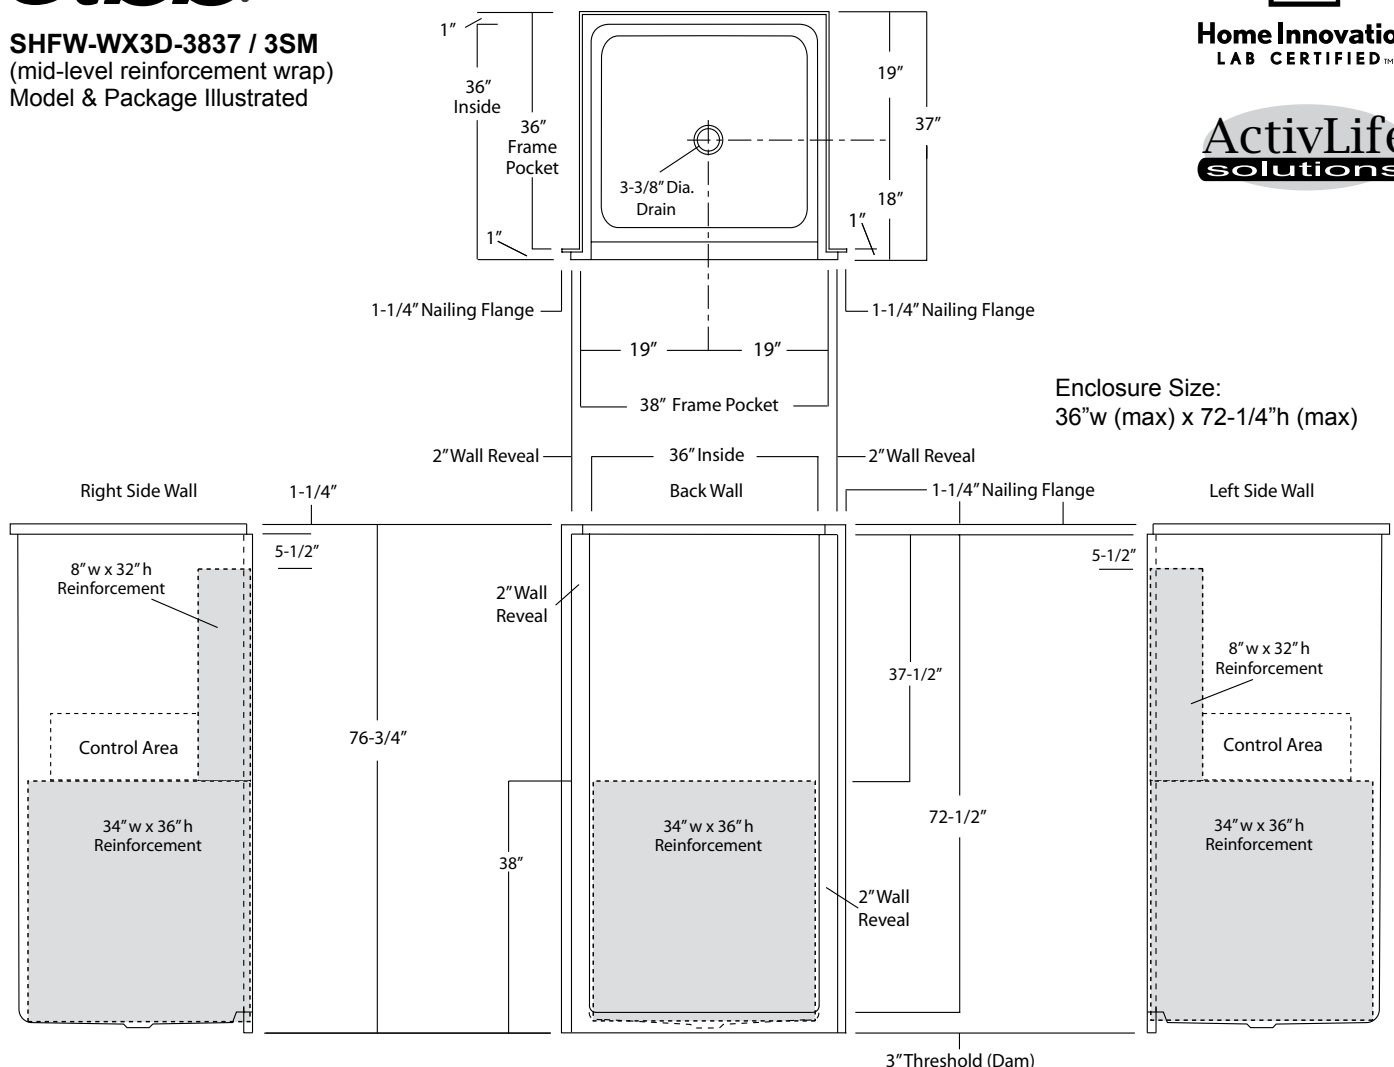 SHFW-WX3D-3837 / 3SM
(mid-level reinforcement wrap)
Model & Package Illustrated
Home Innovatio
LAB CERTIFIED™
ActivLife
solutions
1”
36”
Inside
36”
Frame
Pocket
1”
3-3/8” Dia.
Drain
19”
37”
18”
1”
1-1/4” Nailing Flange
1-1/4” Nailing Flange
19”
19”
38” Frame Pocket
Enclosure Size:
36”w (max) x 72-1/4”h (max)
2” Wall Reveal
36” Inside
2” Wall Reveal
Right Side Wall
1-1/4”
Back Wall
1-1/4” Nailing Flange
Left Side Wall
5-1/2”
5-1/2”
8” w x 32” h
Reinforcement
2” Wall
Reveal
8” w x 32” h
Reinforcement
37-1/2”
Control Area
76-3/4”
Control Area
34” w x 36” h
Reinforcement
38”
34” w x 36” h
Reinforcement
72-1/2”
34” w x 36” h
Reinforcement
2” Wall
Reveal
3” Threshold (Dam)